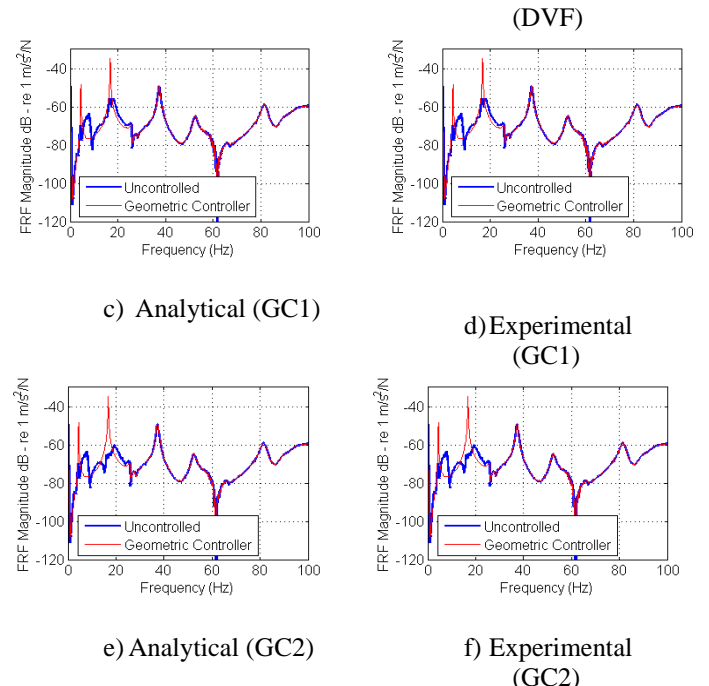 (DVF)
FRF Magnitude dB - re 1 m/s²/N
-40
-60
-80
-100
-120
0 20 40 60 80 100
Frequency (Hz)
Uncontrolled
Geometric Controller
FRF Magnitude dB - re 1 m/s²/N
-40
-60
-80
-100
-120
0 20 40 60 80 100
Frequency (Hz)
Uncontrolled
Geometric Controller
c) Analytical (GC1)
d) Experimental
(GC1)
FRF Magnitude dB - re 1 m/s²/N
-40
-60
-80
-100
-120
0 20 40 60 80 100
Frequency (Hz)
Uncontrolled
Geometric Controller
FRF Magnitude dB - re 1 m/s²/N
-40
-60
-80
-100
-120
0 20 40 60 80 100
Frequency (Hz)
Uncontrolled
Geometric Controller
e) Analytical (GC2)
f) Experimental
(GC2)